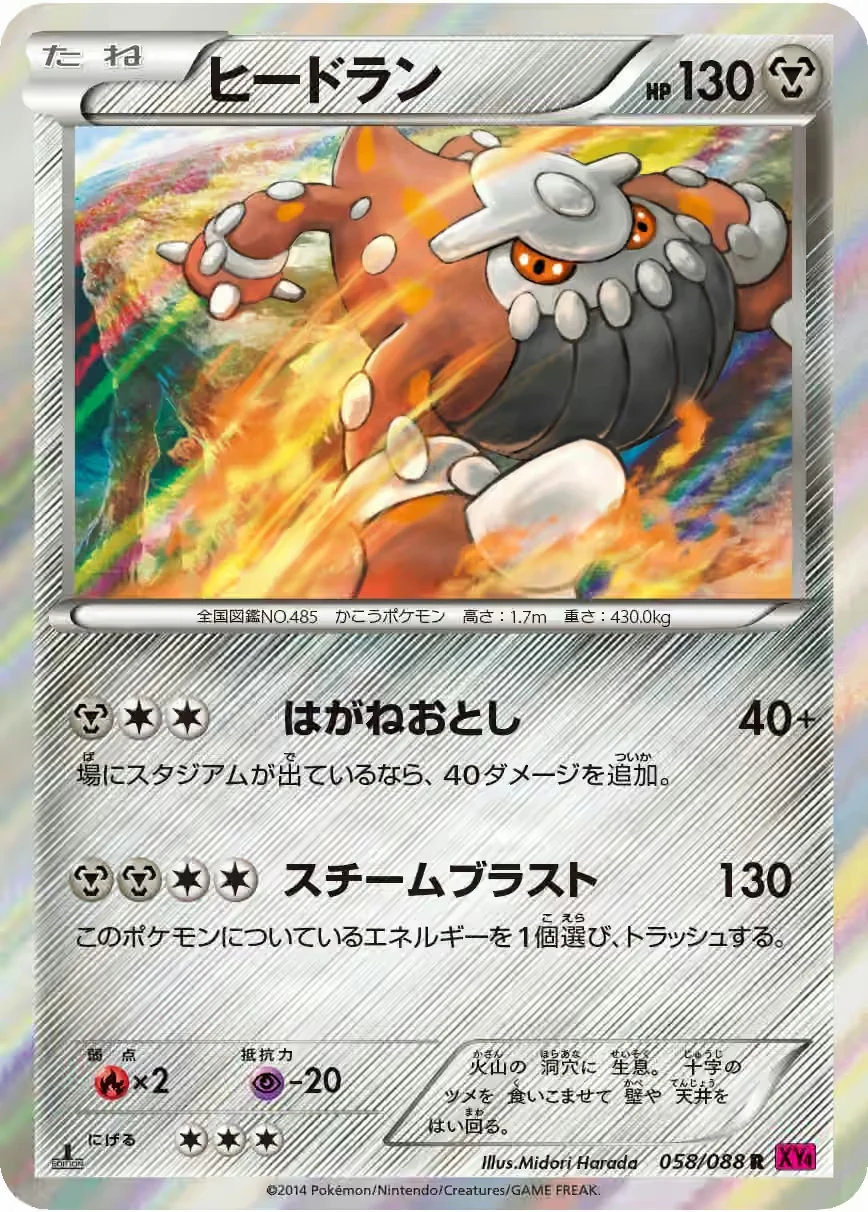 たね ヒードラン HP 130
全国図鑑NO.485 かこうポケモン 高さ：1.7m 重さ：430.0kg
はがねおとし 40+
場にスタジアムが出ているなら、40ダメージを追加。
スチームブラスト 130
このポケモンについているエネルギーを1個選び、トラッシュする。
弱点 抵抗力
×2 −20
にげる
火山の 洞穴に 生息。 十字の
ツメを 食いこませて 壁や 天井を
はい回る。
1 EDITION
Illus.Midori Harada 058/088 R XY4
©2014 Pokémon/Nintendo/Creatures/GAME FREAK.